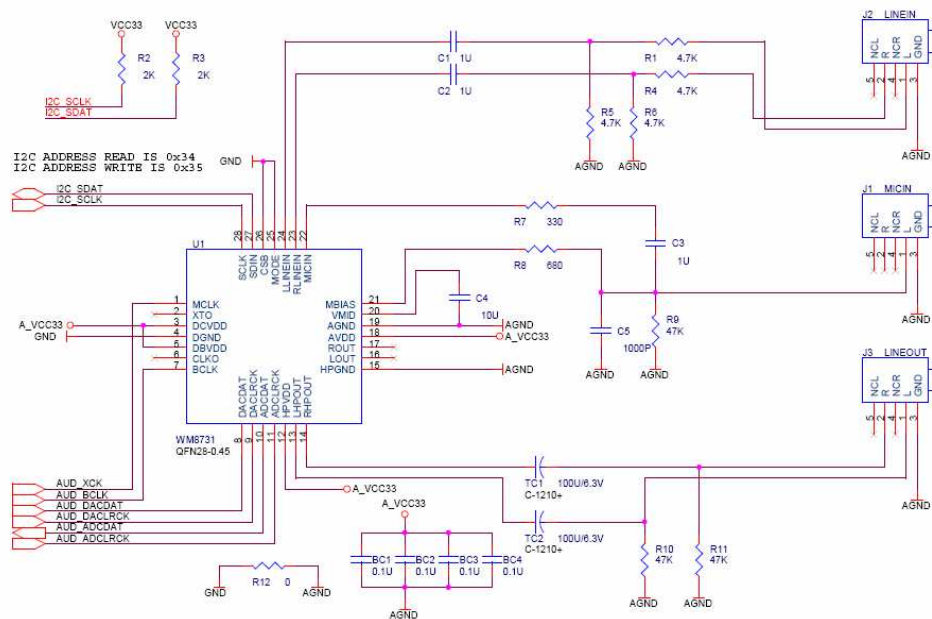 VCC33 VCC33
R2
2K
R3
2K
I2C_SCLK
I2C_SDAT
I2C ADDRESS READ IS 0x34
I2C ADDRESS WRITE IS 0x35
I2C_SDAT
I2C_SCLK
GND
C1 1U
C2 1U
R1 4.7K
R4 4.7K
R5
4.7K
R6
4.7K
AGND AGND
J2 LINEIN
NCL R NCR L GND
5 2 4 1 3
AGND
J1 MICIN
NCL R NCR L GND
5 2 4 1 3
AGND
R7 330
R8 680
C3
1U
C4
10U
C5
1000P
R9
47K
AGND AGND
U1
28 27 26 25 24 23 22
SCLK SDIN CSB MODE LLINEIN RLINEIN MICIN
1 MCLK
2 XTO
3 DCVDD
4 DGND
5 DBVDD
6 CLKO
7 BCLK
MBIAS 21
VMID 20
AGND 19
AVDD 18
ROUT 17
LOUT 16
HPGND 15
DACDAT DACLRCK ADCDAT ADCLRCK HPVDD LHPOUT RHPOUT
8 9 10 11 12 13 14
WM8731
QFN28-0.45
A_VCC33
GND
AGND
A_VCC33
AGND
J3 LINEOUT
NCL R NCR L GND
5 2 4 1 3
AGND
AUD_XCK
AUD_BCLK
AUD_DACDAT
AUD_DACLRCK
AUD_ADCDAT
AUD_ADCLRCK
A_VCC33
A_VCC33
TC1 100U/6.3V
C-1210+
TC2 100U/6.3V
C-1210+
BC1
0.1U
BC2
0.1U
BC3
0.1U
BC4
0.1U
AGND
R10
47K
R11
47K
AGND AGND
R12 0
GND AGND